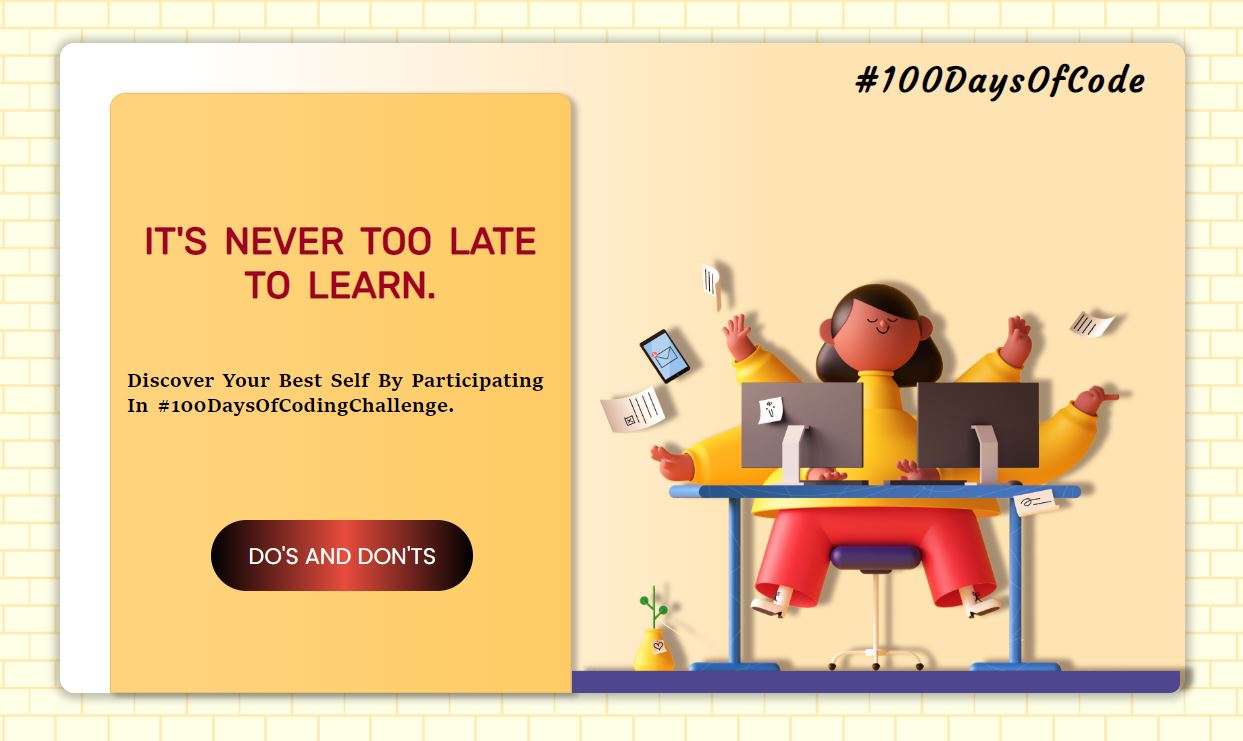 #100DaysOfCode
IT'S NEVER TOO LATE
TO LEARN.
Discover Your Best Self By Participating
In #100DaysOfCodingChallenge.
DO'S AND DON'TS